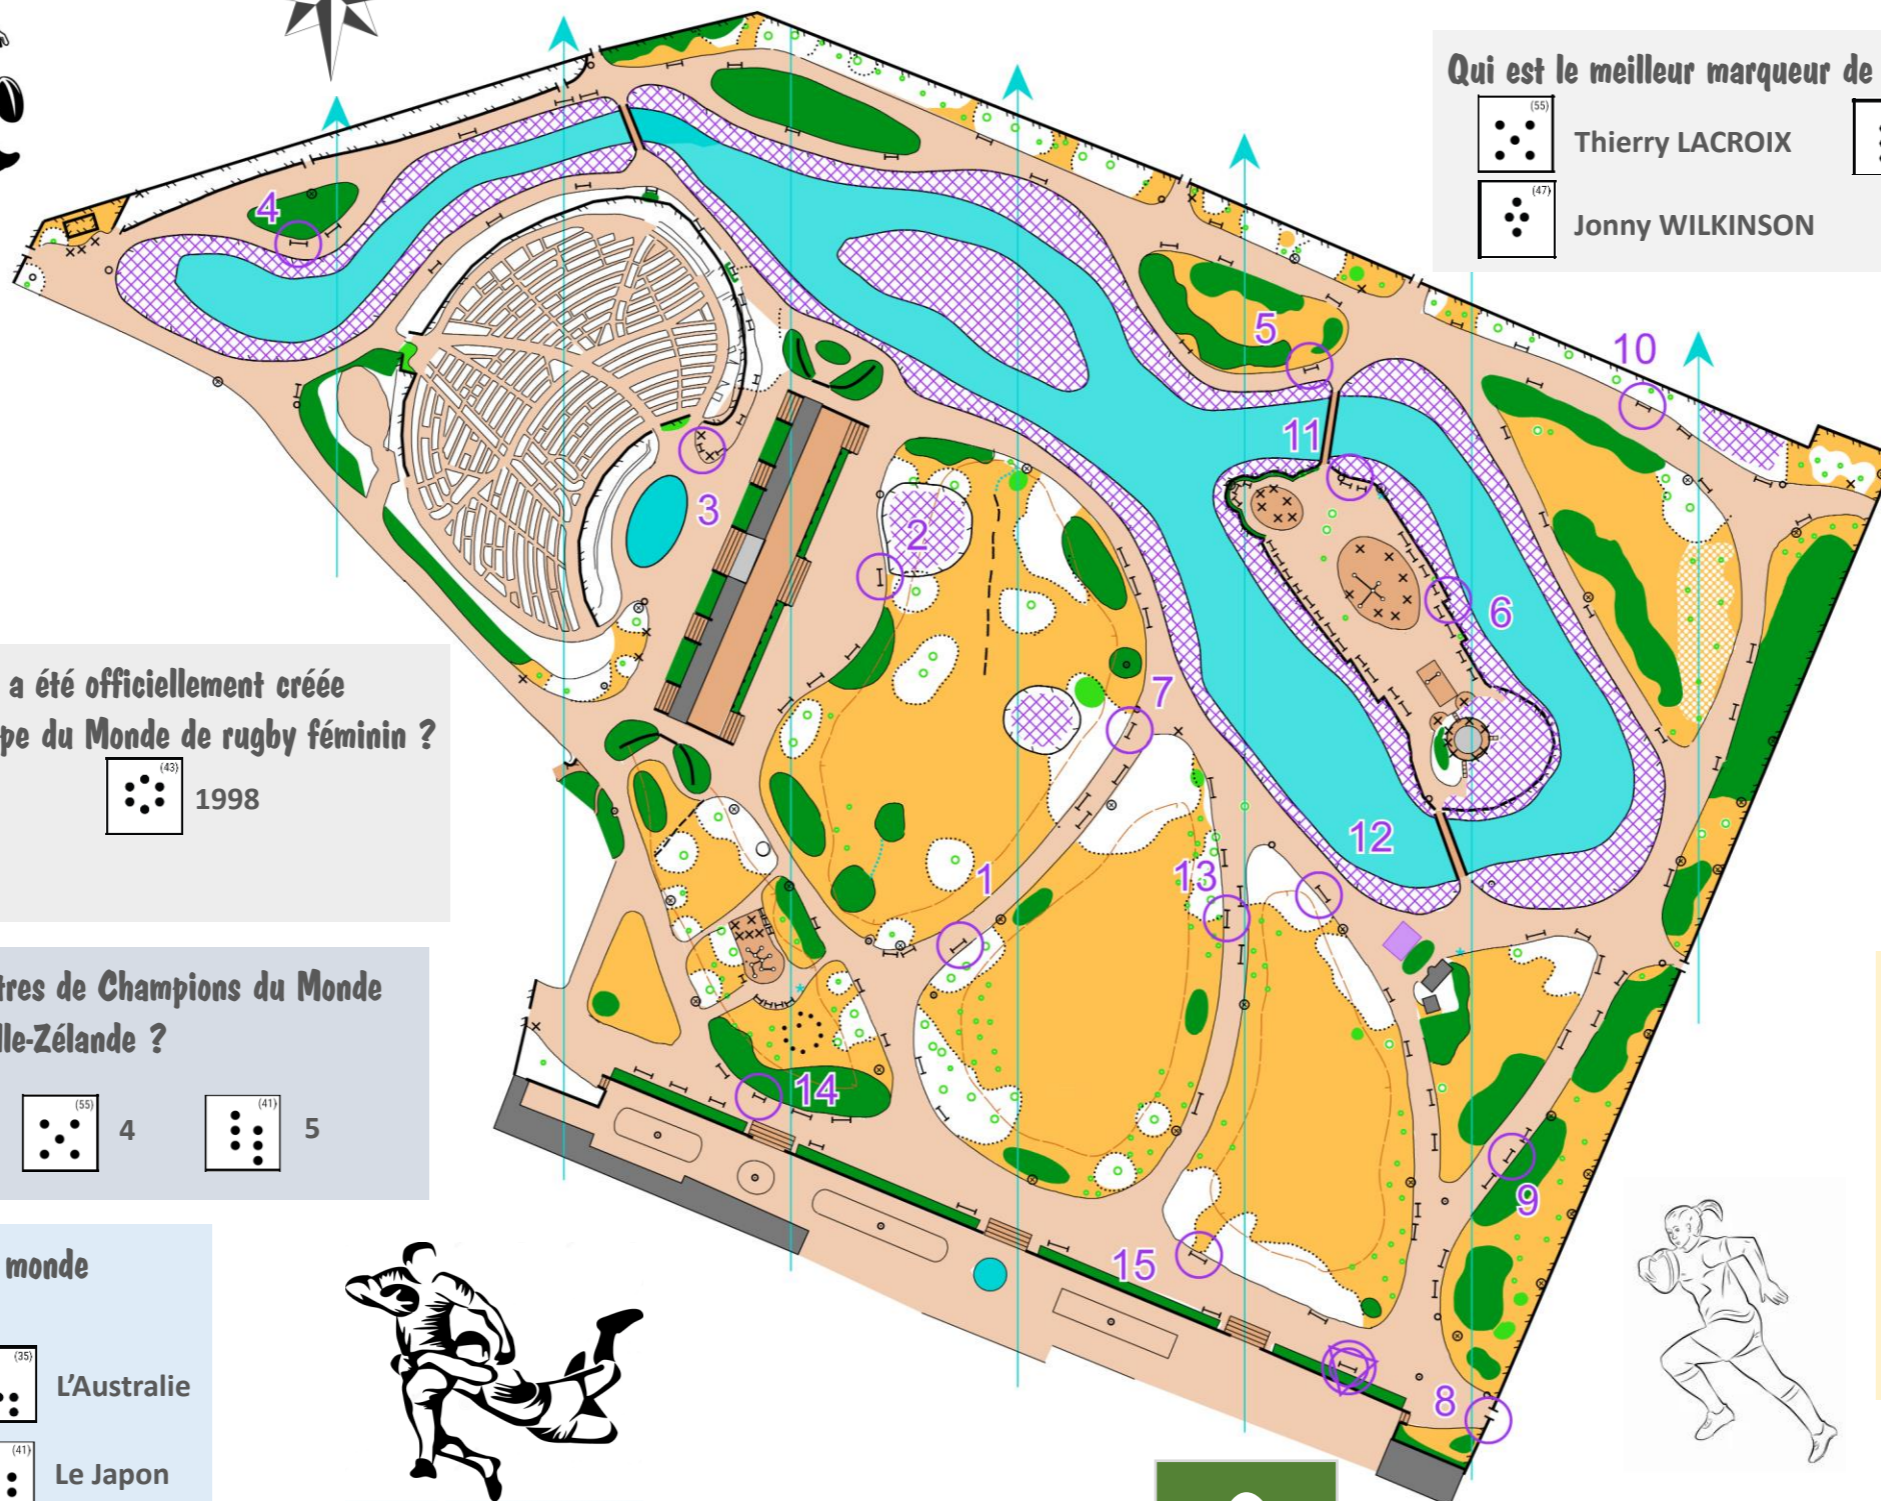 Qui est le meilleur marqueur de
(55)
Thierry LACROIX
(47)
Jonny WILKINSON
4
5
10
11
3
2
6
7
a été officiellement créée
pe du Monde de rugby féminin ?
(43)
1998
12
1
13
tres de Champions du Monde
lle-Zélande ?
(55)
4
(41)
5
14
9
15
8
monde
(35)
L'Australie
(41)
Le Japon